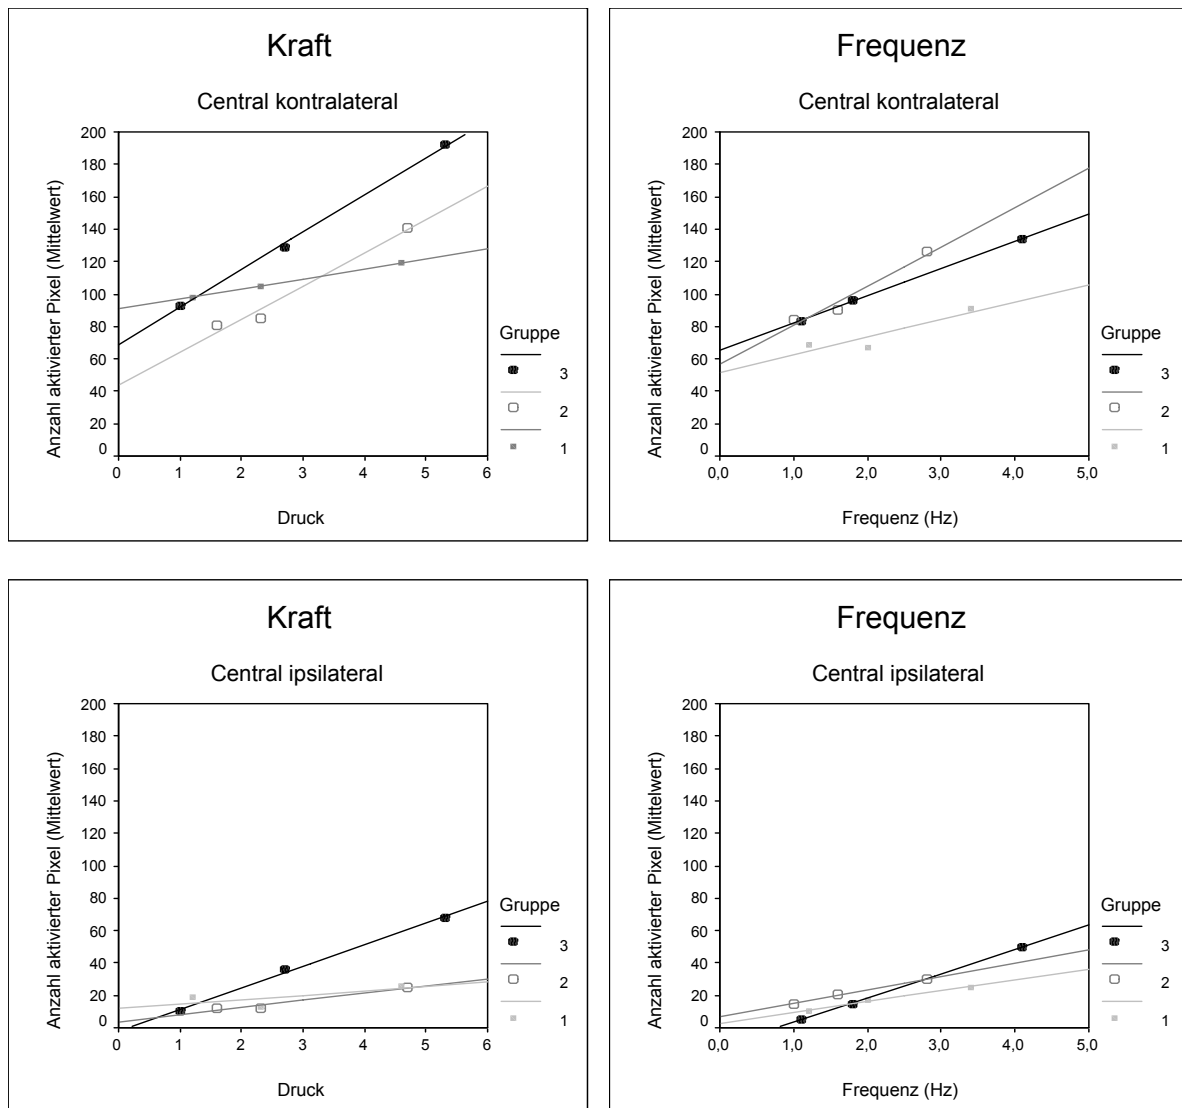 Kraft
Central kontralateral
Anzahl aktivierter Pixel (Mittelwert)
200
180
160
140
120
100
80
60
40
20
0
0 1 2 3 4 5 6
Druck
Gruppe
3
2
1
Frequenz
Central kontralateral
Anzahl aktivierter Pixel (Mittelwert)
200
180
160
140
120
100
80
60
40
20
0
0,0 1,0 2,0 3,0 4,0 5,0
Frequenz (Hz)
Gruppe
3
2
1
Kraft
Central ipsilateral
Anzahl aktivierter Pixel (Mittelwert)
200
180
160
140
120
100
80
60
40
20
0
0 1 2 3 4 5 6
Druck
Gruppe
3
2
1
Frequenz
Central ipsilateral
Anzahl aktivierter Pixel (Mittelwert)
200
180
160
140
120
100
80
60
40
20
0
0,0 1,0 2,0 3,0 4,0 5,0
Frequenz (Hz)
Gruppe
3
2
1